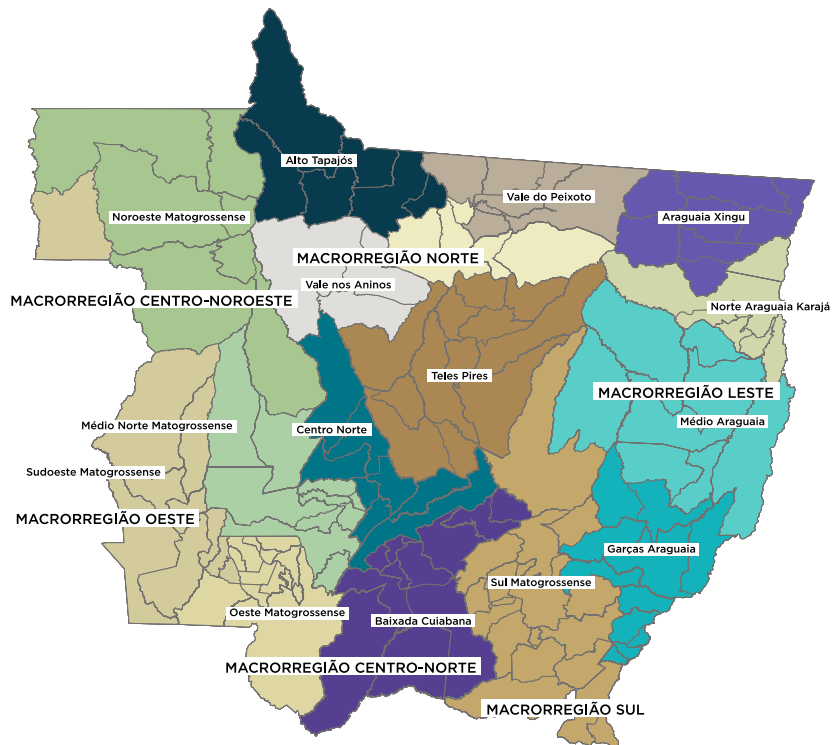 Alto Tapajós
Vale do Peixoto
Noroeste Matogrossense
Araguaia Xingu
MACRORREGIÃO NORTE
Vale nos Aninos
MACRORREGIÃO CENTRO-NOROESTE
Norte Araguaia Karajá
Teles Pires
MACRORREGIÃO LESTE
Médio Norte Matogrossense
Centro Norte
Médio Araguaia
Sudoeste Matogrossense
MACRORREGIÃO OESTE
Garças Araguaia
Sul Matogrossense
Oeste Matogrossense
Baixada Cuiabana
MACRORREGIÃO CENTRO-NORTE
MACRORREGIÃO SUL